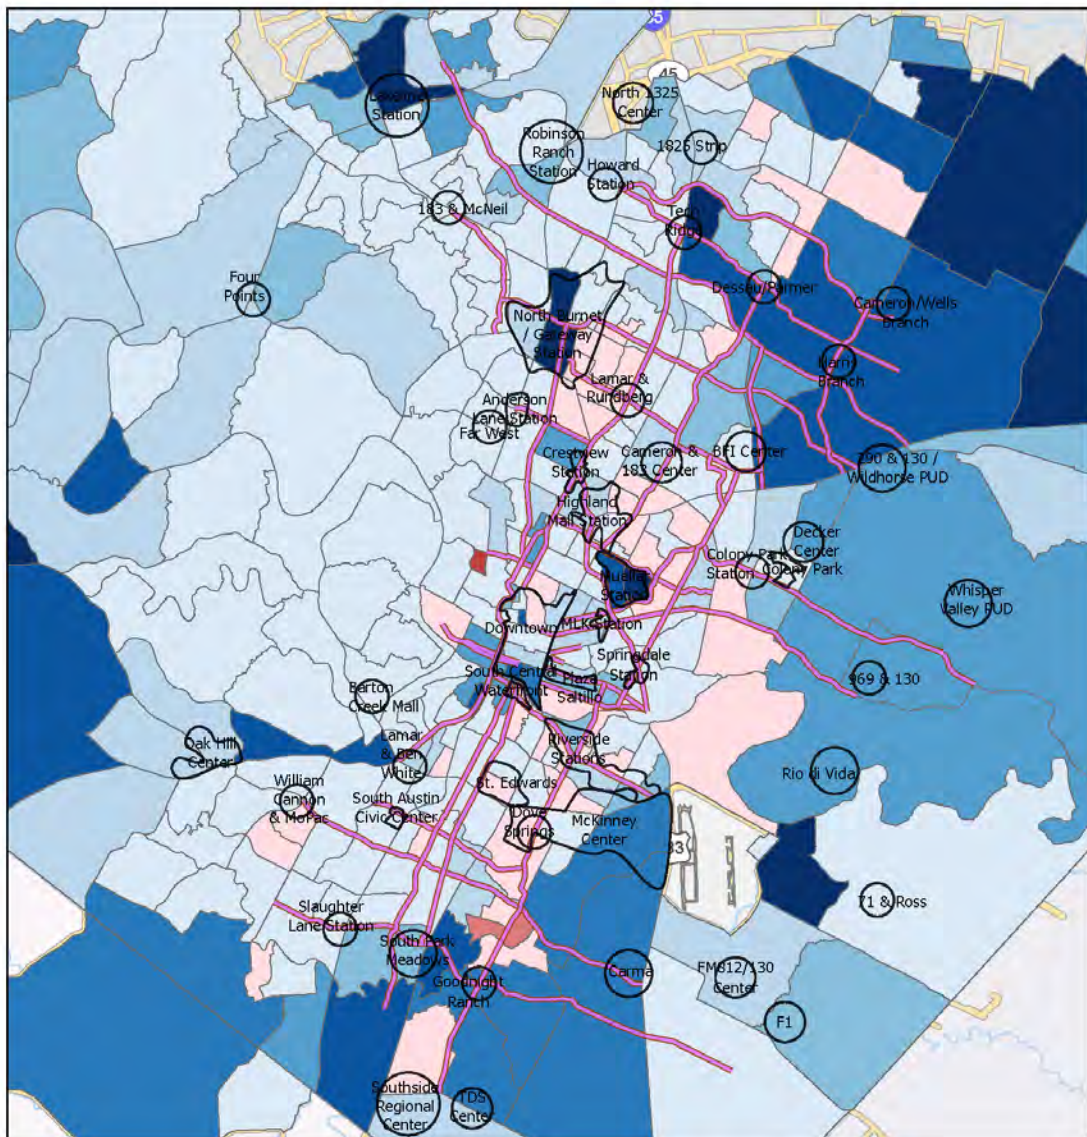 35
45
Station
North 1325
Center
Robinson
Ranch
Station
1825 Strip
Howard
Station
183 & McNeil
Tech
Ridge
Four
Points
Dessau/Parmer
Cameron/Wells
Branch
North Burnet
/ Gateway
Station
Harris
Branch
Lamar &
Rundberg
Anderson
Lane Station
Far West
Crestview
Station
Cameron &
183 Center
BFI Center
290 & 130 /
Wildhorse PUD
Highland
Mall Station
Decker
Center
Colony Park
Station
Colony Park
Mueller
Station
Whisper
Valley PUD
Downtown
MLK Station
Springdale
Station
South Central
Waterfront
Plaza
Saltillo
969 & 130
Barton
Creek Mall
Oak Hill
Center
Lamar
& Ben
White
Riverside
Stations
Rio di Vida
William
Cannon
& MoPac
St. Edwards
South Austin
Civic Center
Dove
Springs
McKinney
Center
183
71 & Ross
Slaughter
Lane Station
South Park
Meadows
Goodnight
Ranch
Carma
FM812/130
Center
F1
Southside
Regional
Center
TDS
Center